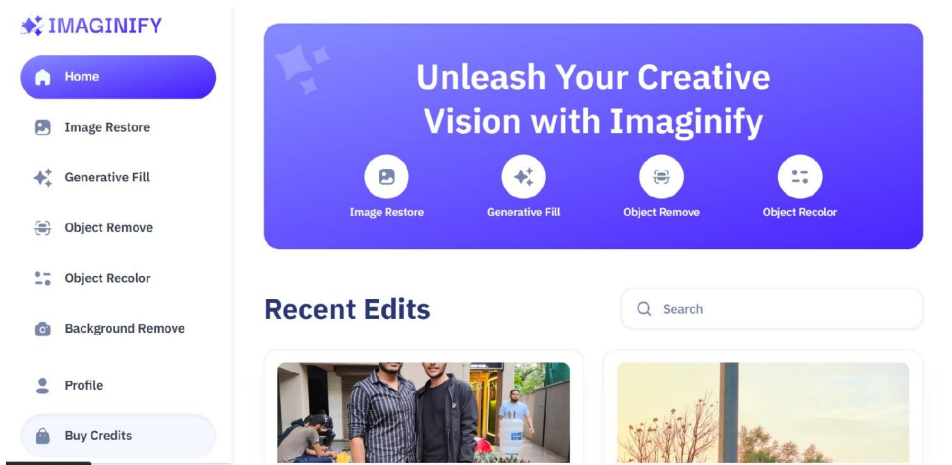 IMAGINIFY
Home
Image Restore
Generative Fill
Object Remove
Object Recolor
Background Remove
Profile
Buy Credits
Unleash Your Creative
Vision with Imaginify
Image Restore
Generative Fill
Object Remove
Object Recolor
Recent Edits
Search